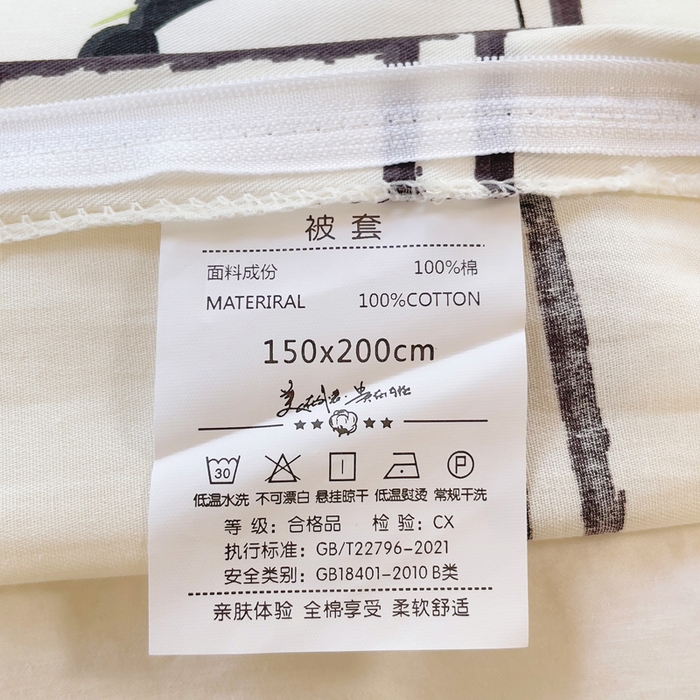 被套
面料成份 100%棉
MATERIRAL 100%COTTON
150x200cm
30 P
低温水洗 不可漂白 悬挂晾干 低温熨烫 常规干洗
等 级：合格品 检 验：CX
执行标准：GB/T22796-2021
安全类别：GB18401-2010 B类
亲肤体验 全棉享受 柔软舒适